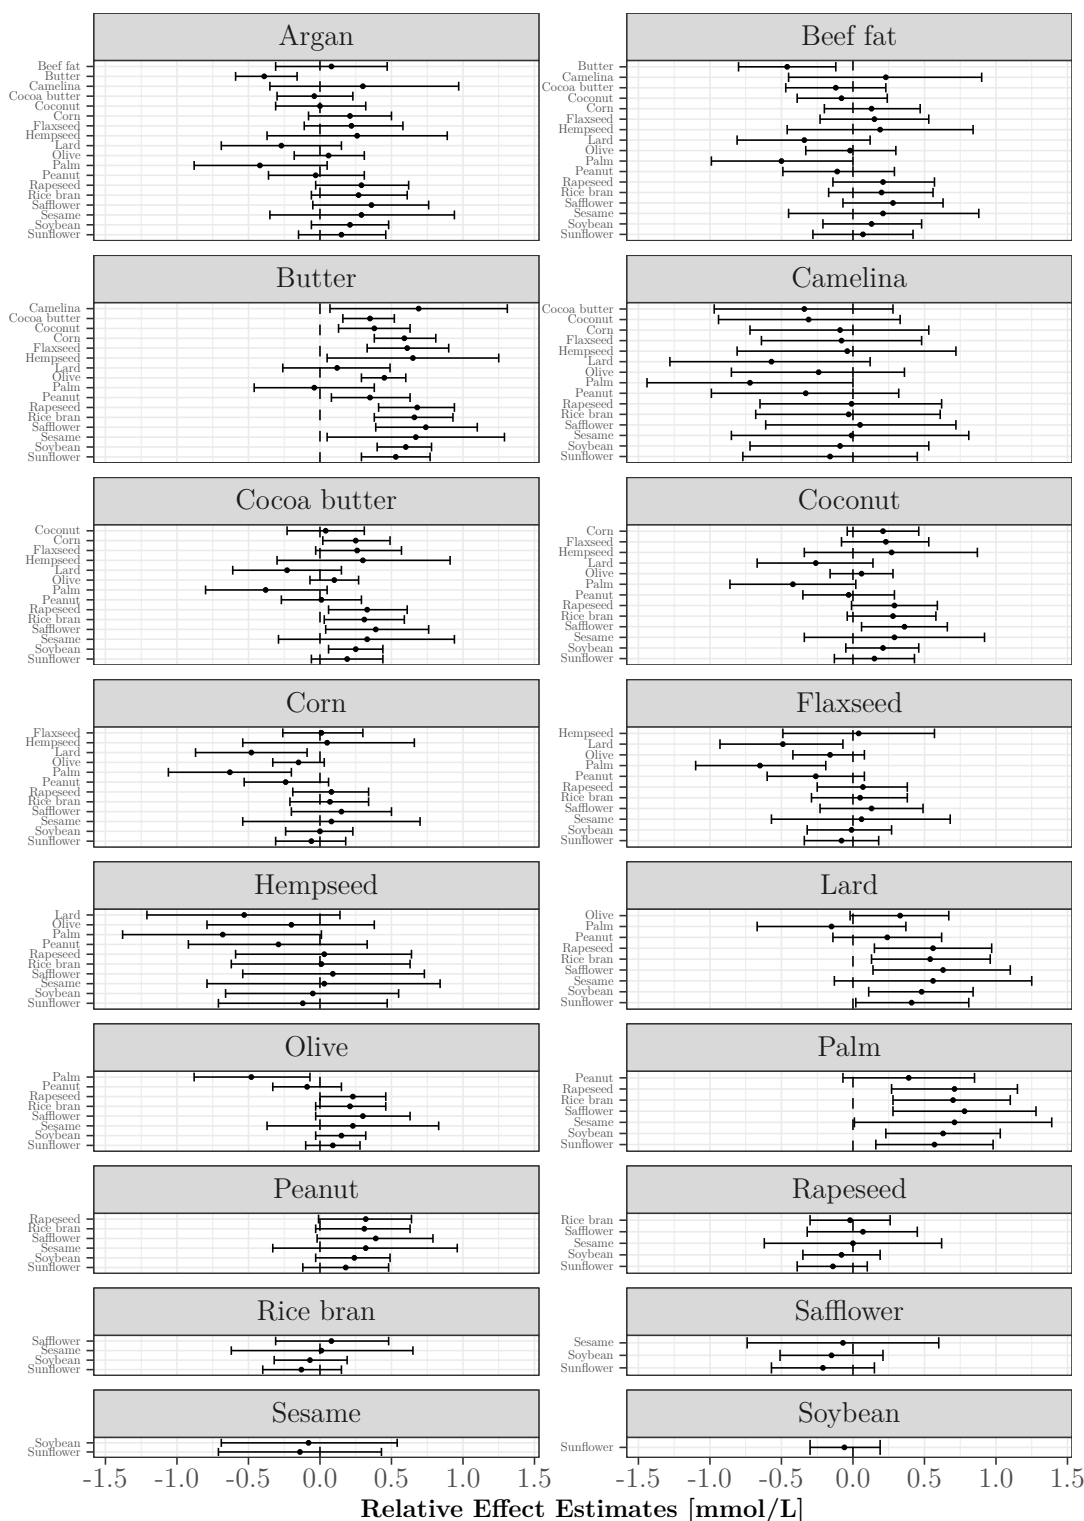 Argan
Beef fat
Butter
Camelina
Cocoa butter
Coconut
Corn
Flaxseed
Hempseed
Lard
Olive
Palm
Peanut
Rapeseed
Rice bran
Safflower
Sesame
Soybean
Sunflower
Beef fat
Butter
Camelina
Cocoa butter
Coconut
Corn
Flaxseed
Hempseed
Lard
Olive
Palm
Peanut
Rapeseed
Rice bran
Safflower
Sesame
Soybean
Sunflower
Butter
Camelina
Cocoa butter
Coconut
Corn
Flaxseed
Hempseed
Lard
Olive
Palm
Peanut
Rapeseed
Rice bran
Safflower
Sesame
Soybean
Sunflower
Camelina
Cocoa butter
Coconut
Corn
Flaxseed
Hempseed
Lard
Olive
Palm
Peanut
Rapeseed
Rice bran
Safflower
Sesame
Soybean
Sunflower
Cocoa butter
Coconut
Corn
Flaxseed
Hempseed
Lard
Olive
Palm
Peanut
Rapeseed
Rice bran
Safflower
Sesame
Soybean
Sunflower
Coconut
Corn
Flaxseed
Hempseed
Lard
Olive
Palm
Peanut
Rapeseed
Rice bran
Safflower
Sesame
Soybean
Sunflower
Corn
Flaxseed
Hempseed
Lard
Olive
Palm
Peanut
Rapeseed
Rice bran
Safflower
Sesame
Soybean
Sunflower
Flaxseed
Hempseed
Lard
Olive
Palm
Peanut
Rapeseed
Rice bran
Safflower
Sesame
Soybean
Sunflower
Hempseed
Lard
Olive
Palm
Peanut
Rapeseed
Rice bran
Safflower
Sesame
Soybean
Sunflower
Lard
Olive
Palm
Peanut
Rapeseed
Rice bran
Safflower
Sesame
Soybean
Sunflower
Olive
Palm
Peanut
Rapeseed
Rice bran
Safflower
Sesame
Soybean
Sunflower
Palm
Peanut
Rapeseed
Rice bran
Safflower
Sesame
Soybean
Sunflower
Peanut
Rapeseed
Rice bran
Safflower
Sesame
Soybean
Sunflower
Rapeseed
Rice bran
Safflower
Sesame
Soybean
Sunflower
Rice bran
Safflower
Sesame
Soybean
Sunflower
Safflower
Sesame
Soybean
Sunflower
Sesame
Soybean
Sunflower
Soybean
Sunflower
-1.5 -1.0 -0.5 0.0 0.5 1.0 1.5 -1.5 -1.0 -0.5 0.0 0.5 1.0 1.5
Relative Effect Estimates [mmol/L]